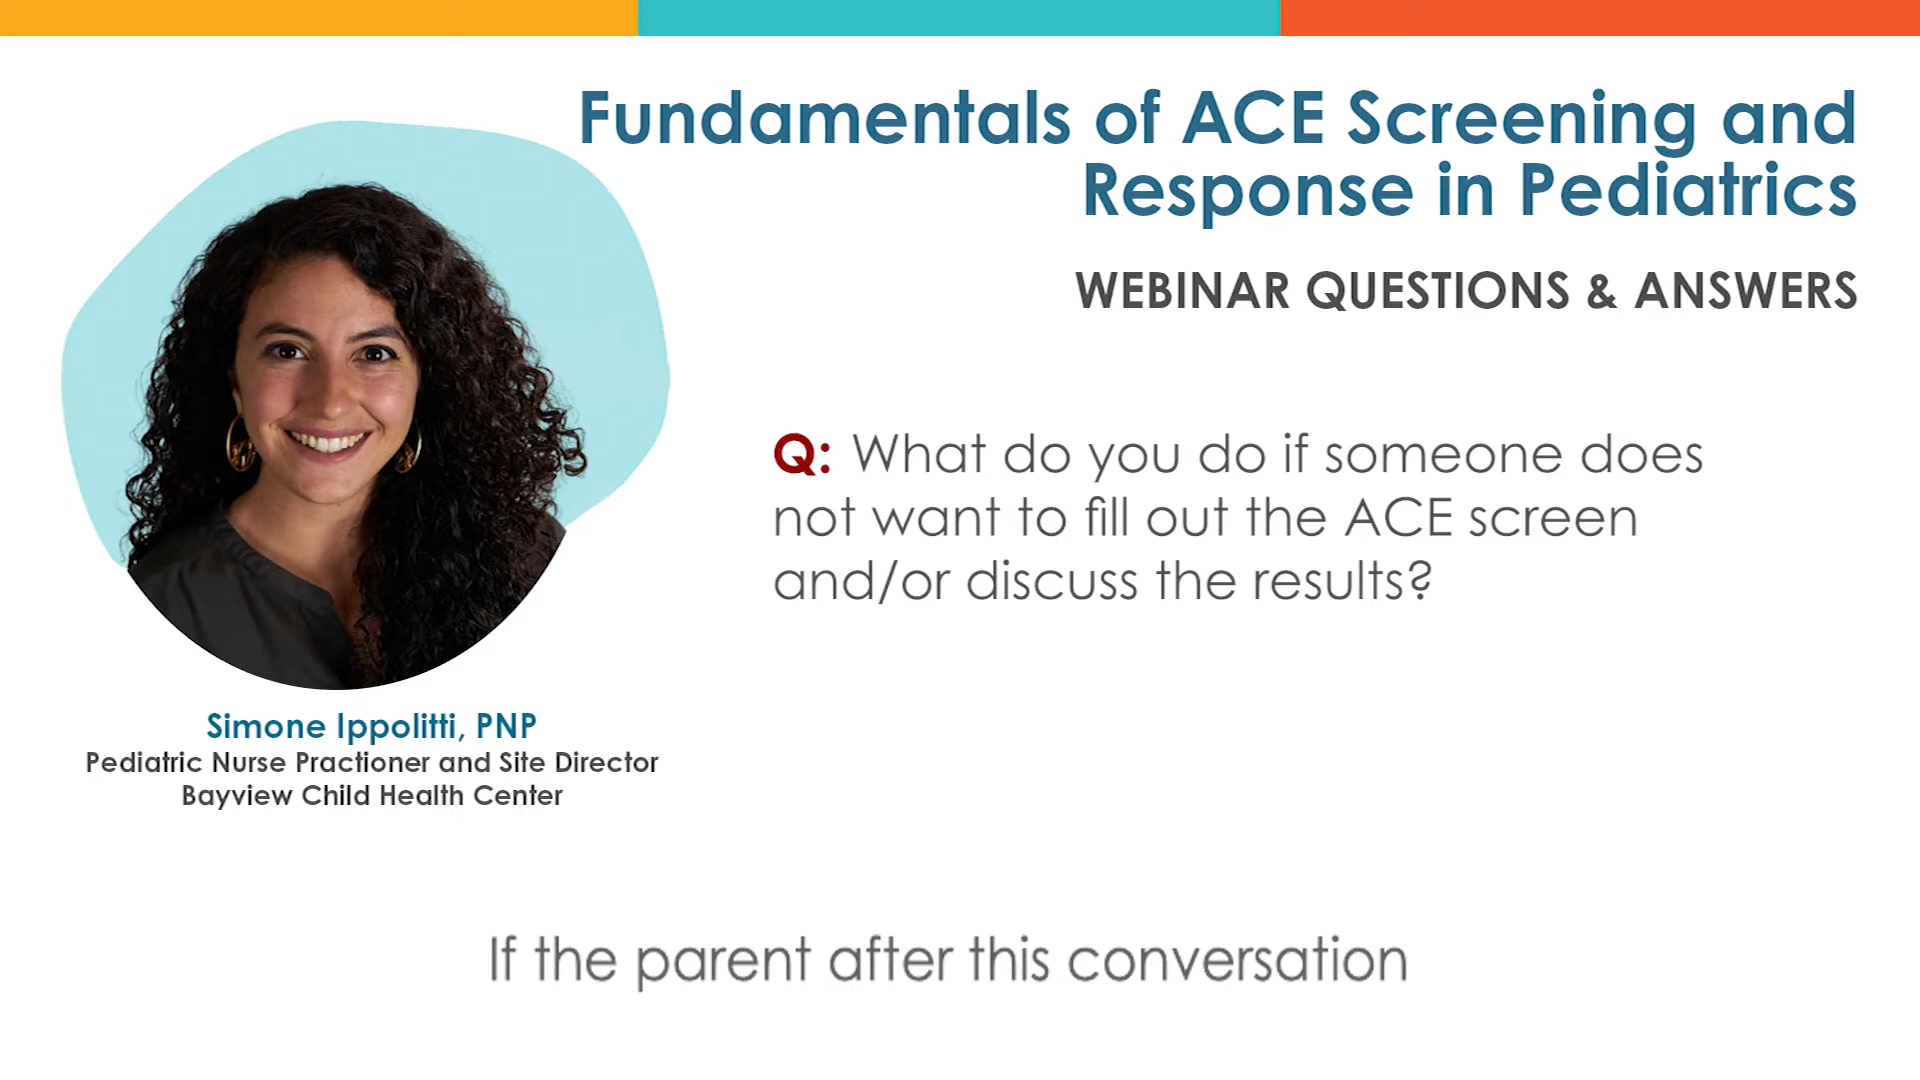 Fundamentals of ACE Screening and
Response in Pediatrics
WEBINAR QUESTIONS & ANSWERS
Q: What do you do if someone does
not want to fill out the ACE screen
and/or discuss the results?
Simone Ippolitti, PNP
Pediatric Nurse Practioner and Site Director
Bayview Child Health Center
If the parent after this conversation